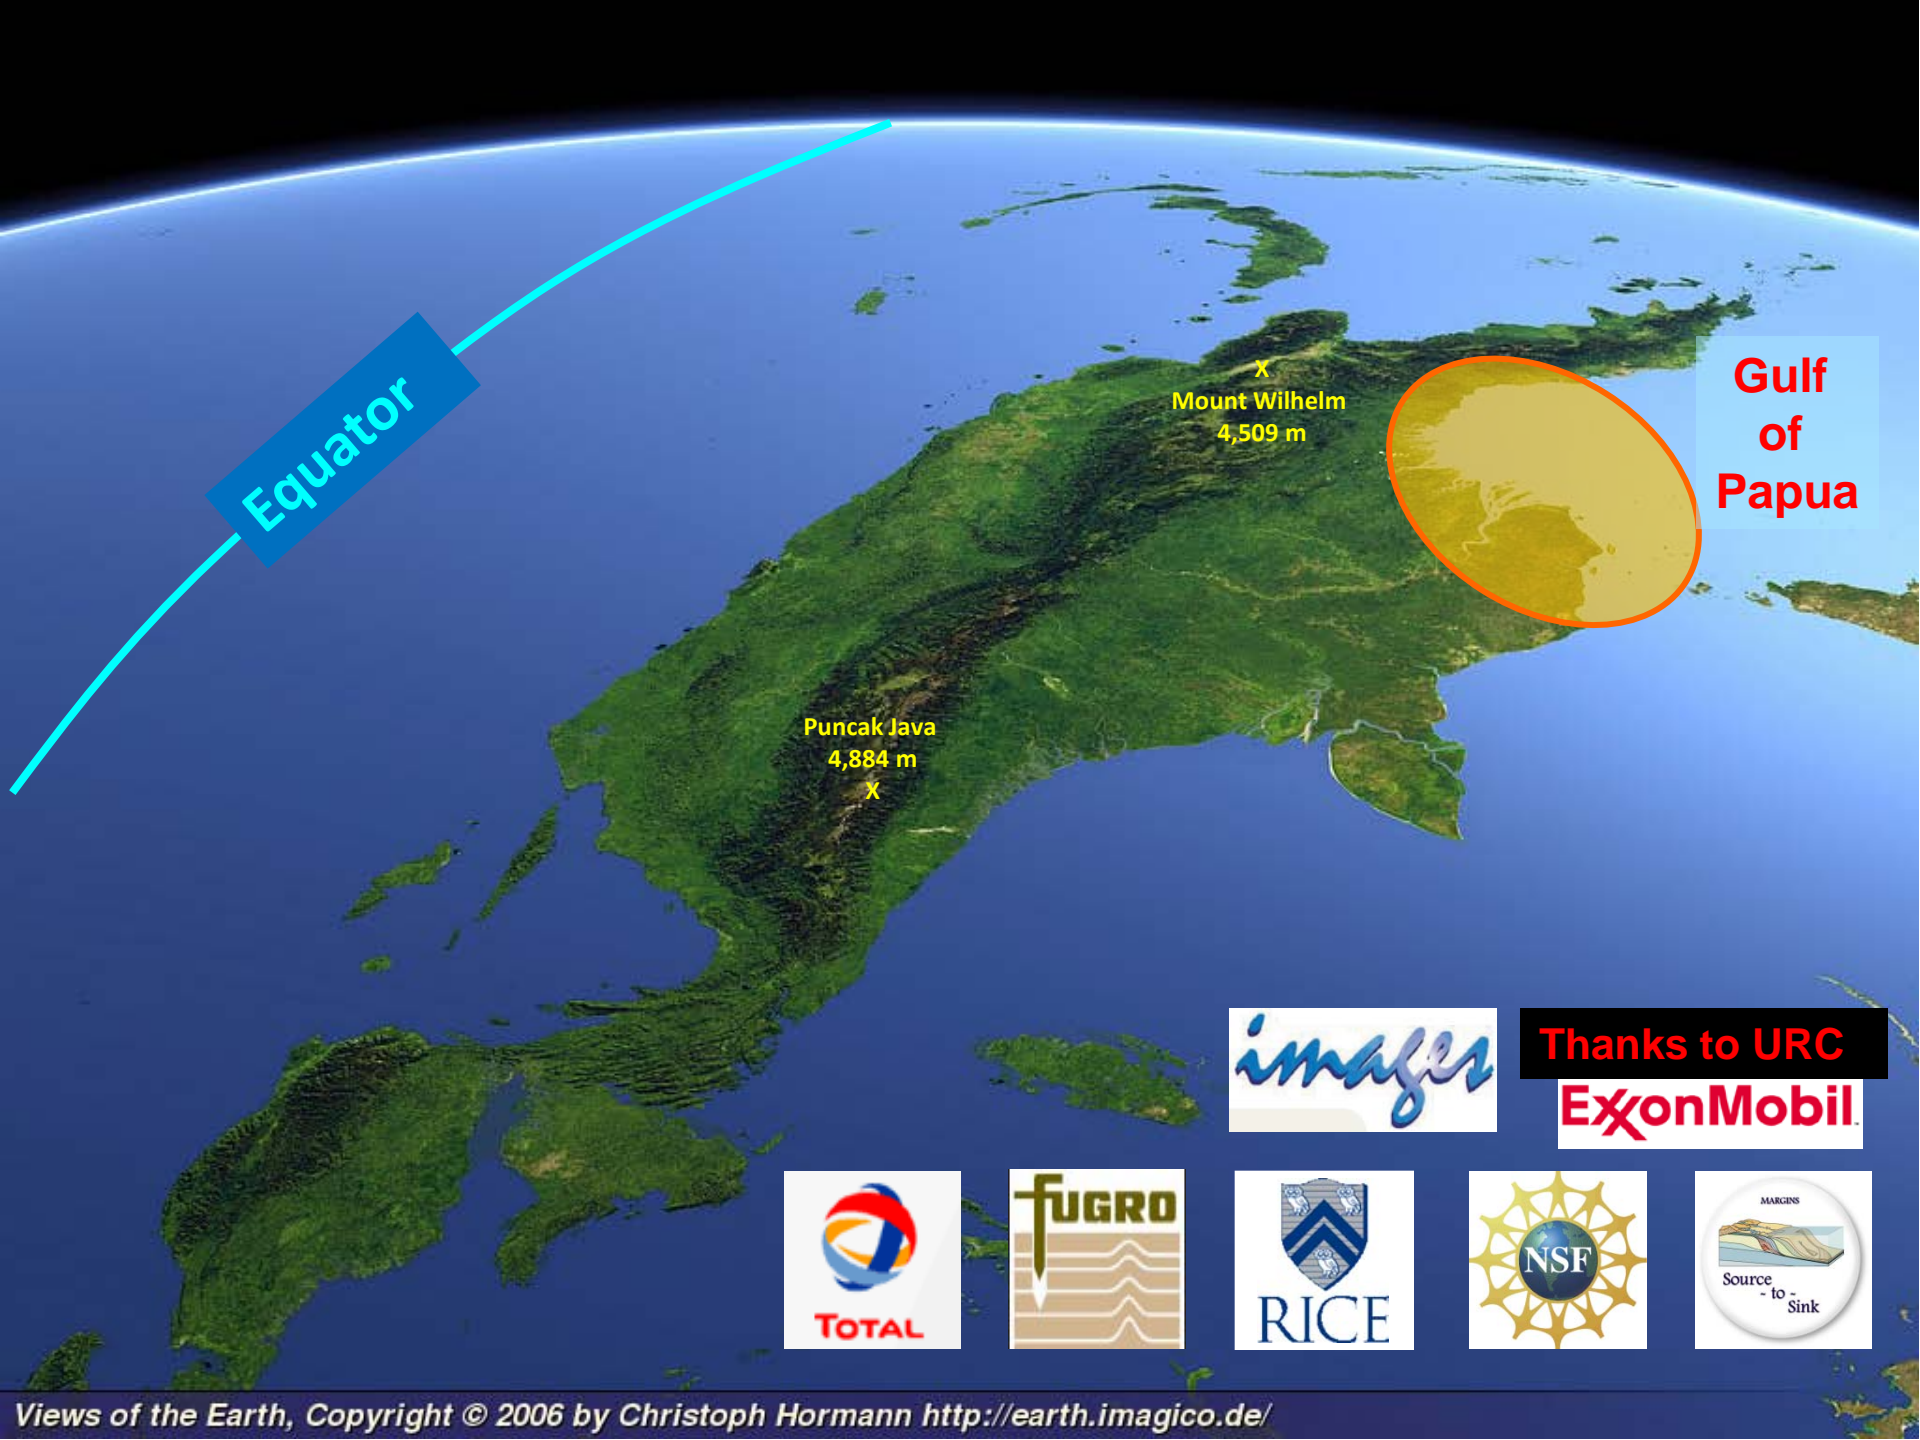 Equator
X
Mount Wilhelm
4,509 m
Gulf
of
Papua
Puncak Java
4,884 m
X
images
Thanks to URC
ExxonMobil
TOTAL
FUGRO
RICE
NSF
MARGINS
Source
- to -
Sink
Views of the Earth, Copyright © 2006 by Christoph Hormann http://earth.imagico.de/